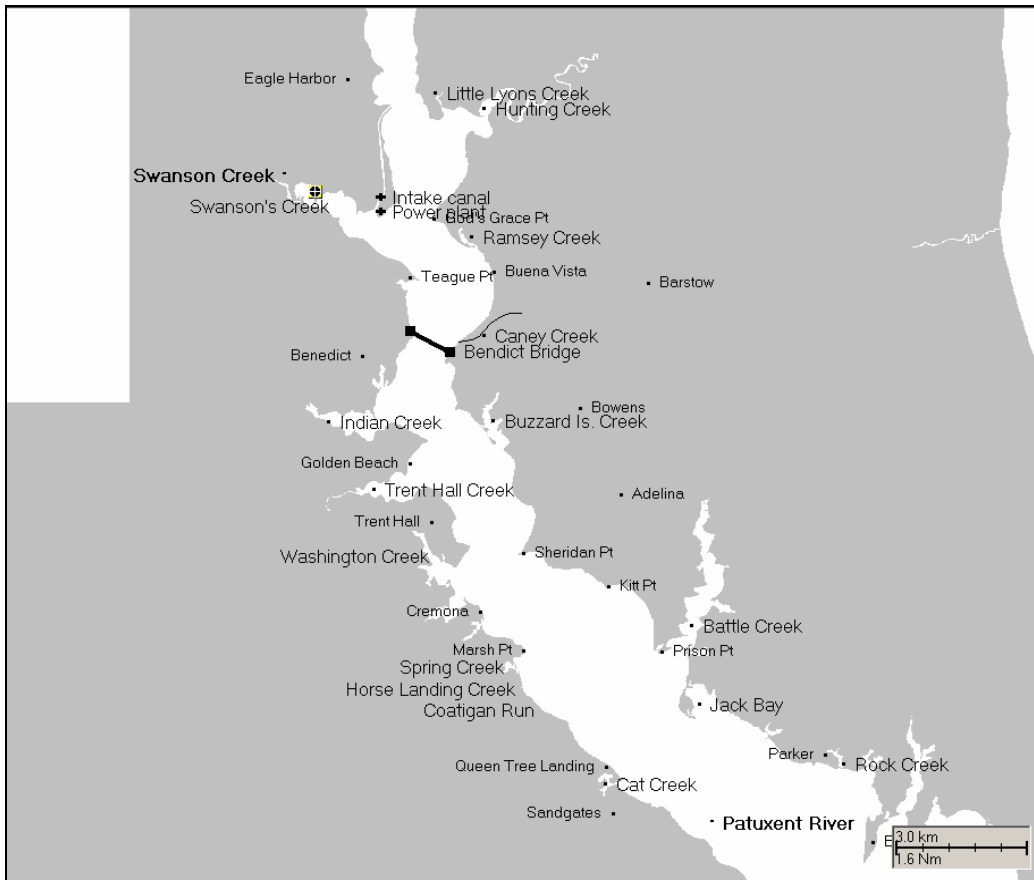 Eagle Harbor
Little Lyons Creek
Hunting Creek
Swanson Creek
Intake canal
Swanson's Creek
Power plant
God's Grace Pt
Ramsey Creek
Teague Pt
Buena Vista
Barstow
Caney Creek
Benedict
Bendict Bridge
Bowens
Indian Creek
Buzzard Is. Creek
Golden Beach
Trent Hall Creek
Adelina
Trent Hall
Sheridan Pt
Washington Creek
Kitt Pt
Cremona
Battle Creek
Marsh Pt
Prison Pt
Spring Creek
Horse Landing Creek
Jack Bay
Coatigan Run
Parker
Rock Creek
Queen Tree Landing
Cat Creek
Sandgates
Patuxent River
3.0 km
1.6 Nm